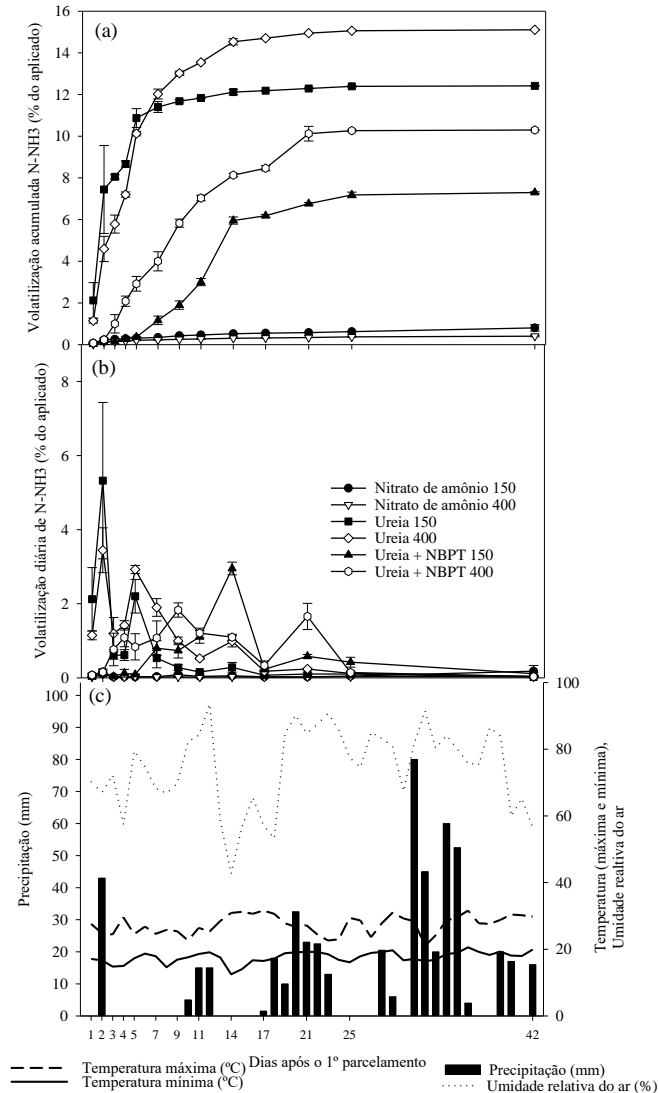 (a)
Volatilização acumulada N-NH3 (% do aplicado)
16
14
12
10
8
6
4
2
0
(b)
Volatilização diária de N-NH3 (% do aplicado)
8
6
4
2
0
Nitrato de amônio 150
Nitrato de amônio 400
Ureia 150
Ureia 400
Ureia + NBPT 150
Ureia + NBPT 400
(c)
Precipitação (mm)
100
90
80
70
60
50
40
30
20
10
0
100
80
60
40
20
0
Temperatura (máxima e mínima),
Umidade realtiva do ar
1 2 3 4 5 7 9 11 14 17 21 25 42
Dias após o 1º parcelamento
Temperatura máxima (ºC)
Temperatura mínima (ºC)
Precipitação (mm)
Umidade relativa do ar (%)